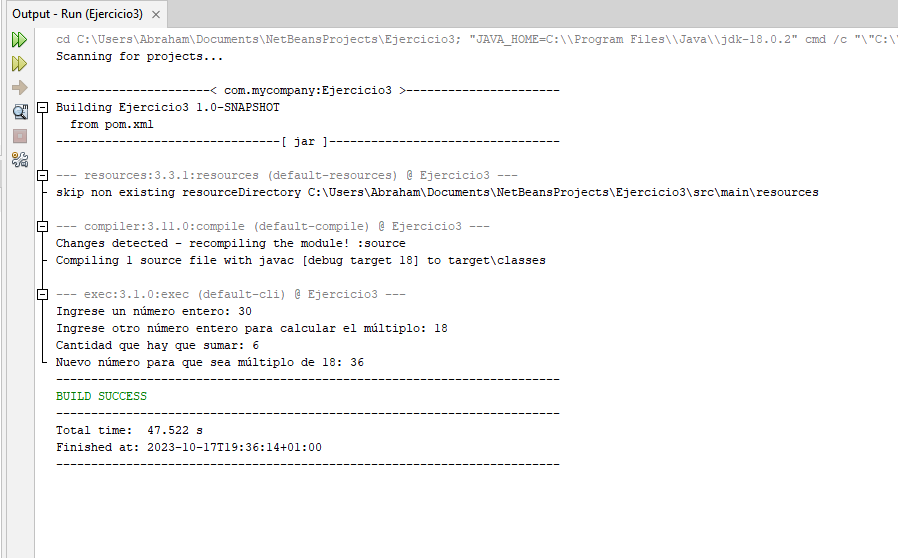 Output - Run (Ejercicio3) ×
cd C:\Users\Abraham\Documents\NetBeansProjects\Ejercicio3; "JAVA_HOME=C:\\Program Files\\Java\\jdk-18.0.2" cmd /c "\"C:\
Scanning for projects...
----------------------< com.mycompany:Ejercicio3 >----------------------
Building Ejercicio3 1.0-SNAPSHOT
  from pom.xml
--------------------------------[ jar ]---------------------------------
--- resources:3.3.1:resources (default-resources) @ Ejercicio3 ---
skip non existing resourceDirectory C:\Users\Abraham\Documents\NetBeansProjects\Ejercicio3\src\main\resources
--- compiler:3.11.0:compile (default-compile) @ Ejercicio3 ---
Changes detected - recompiling the module! :source
Compiling 1 source file with javac [debug target 18] to target\classes
--- exec:3.1.0:exec (default-cli) @ Ejercicio3 ---
Ingrese un número entero: 30
Ingrese otro número entero para calcular el múltiplo: 18
Cantidad que hay que sumar: 6
Nuevo número para que sea múltiplo de 18: 36
------------------------------------------------------------------------
BUILD SUCCESS
------------------------------------------------------------------------
Total time:  47.522 s
Finished at: 2023-10-17T19:36:14+01:00
------------------------------------------------------------------------